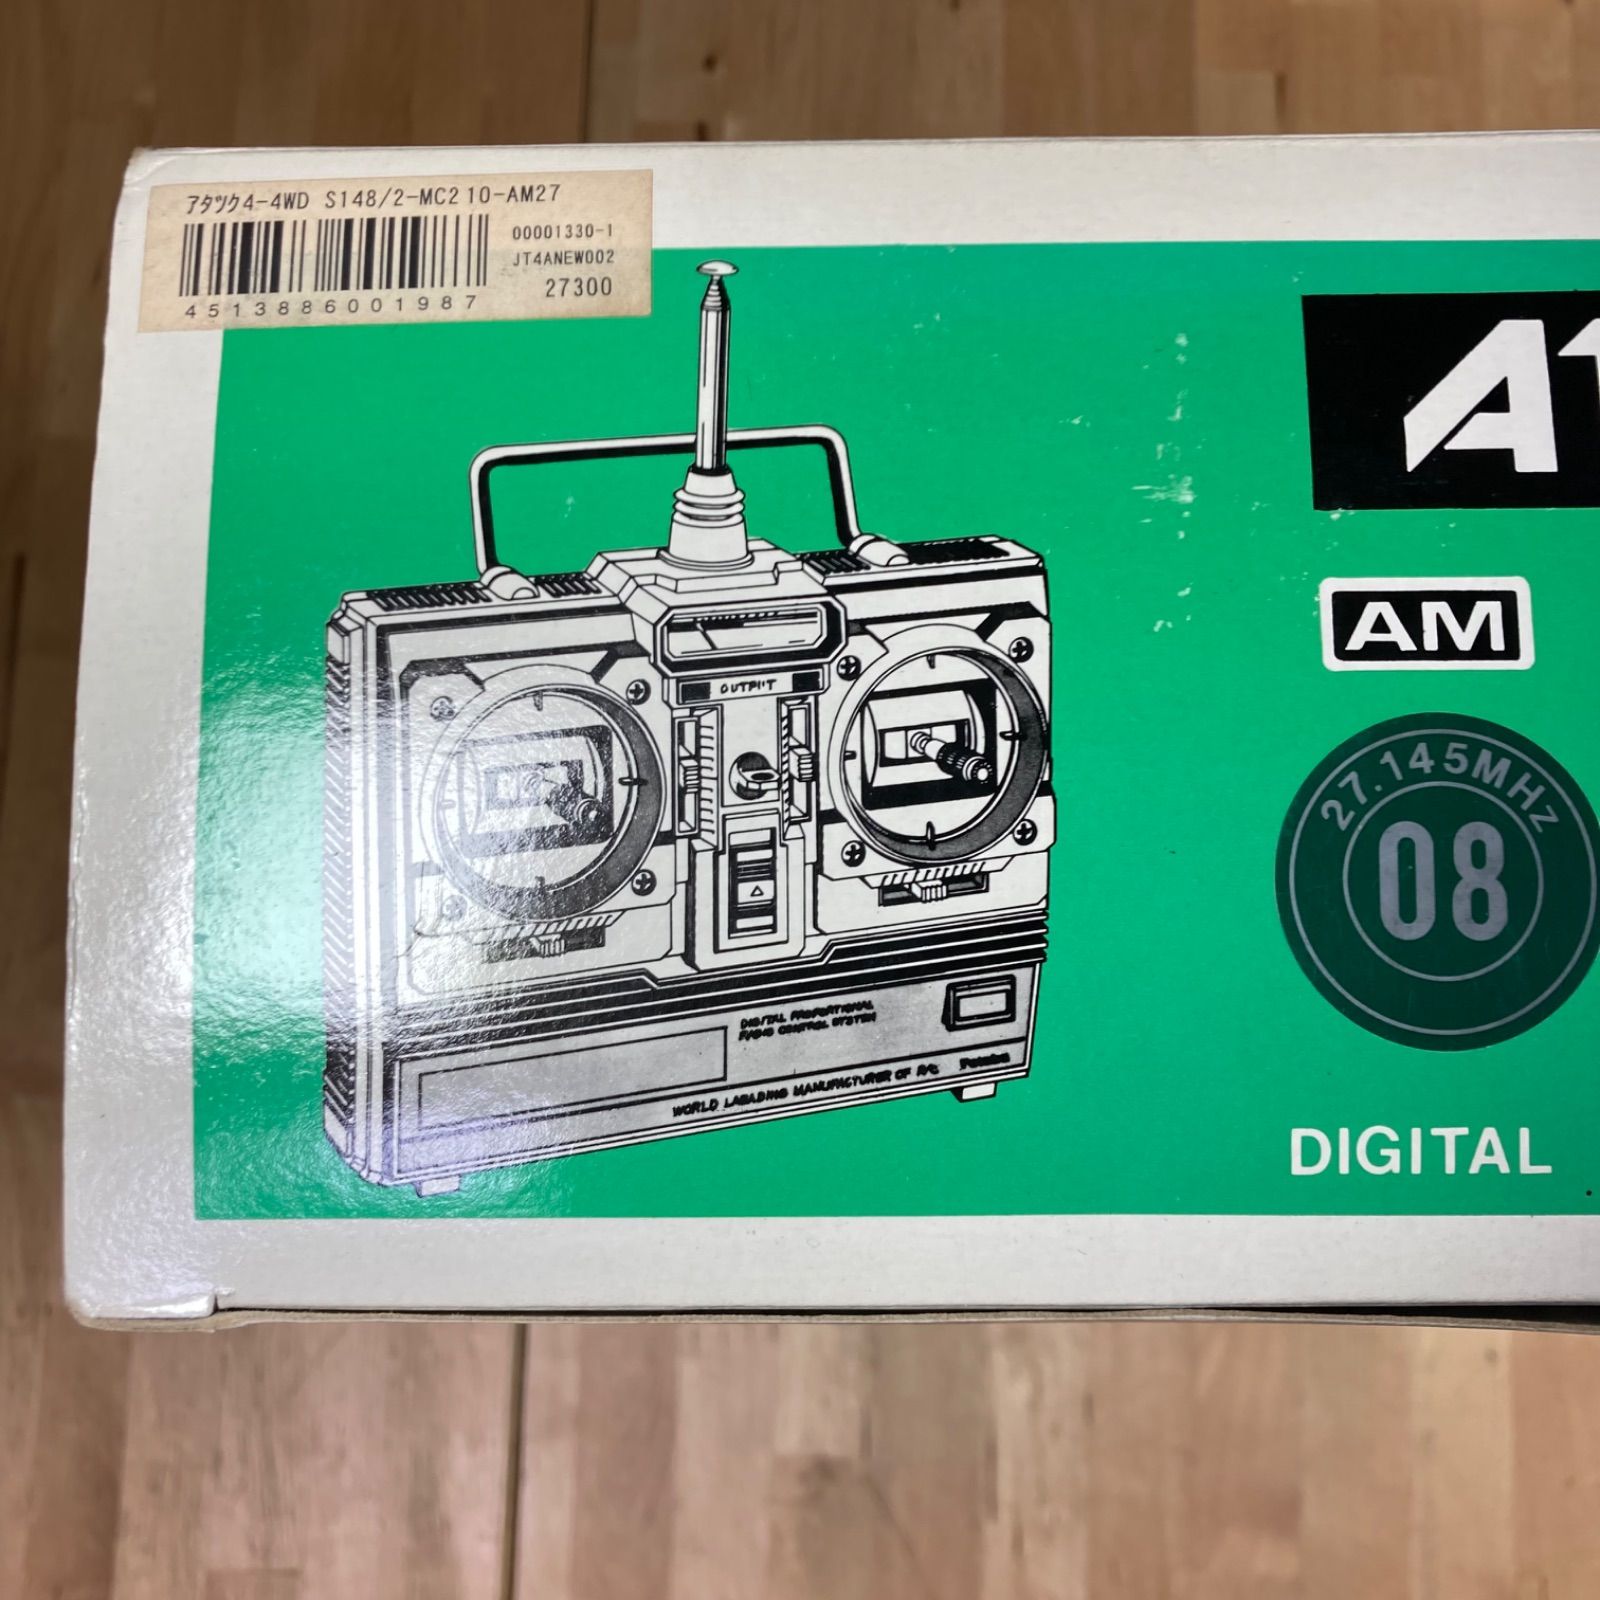 アタック4-4WD S148/2-MC210-AM27
00001330-1
JT4ANEW002
27300
4513886001987
AM
27.145MHz
08
OUTPUT
DIGITAL PROPORTIONAL
RADIO CONTROL SYSTEM
WORLD LAEADING MANUFACTURER OF R/C Futaba
DIGITAL